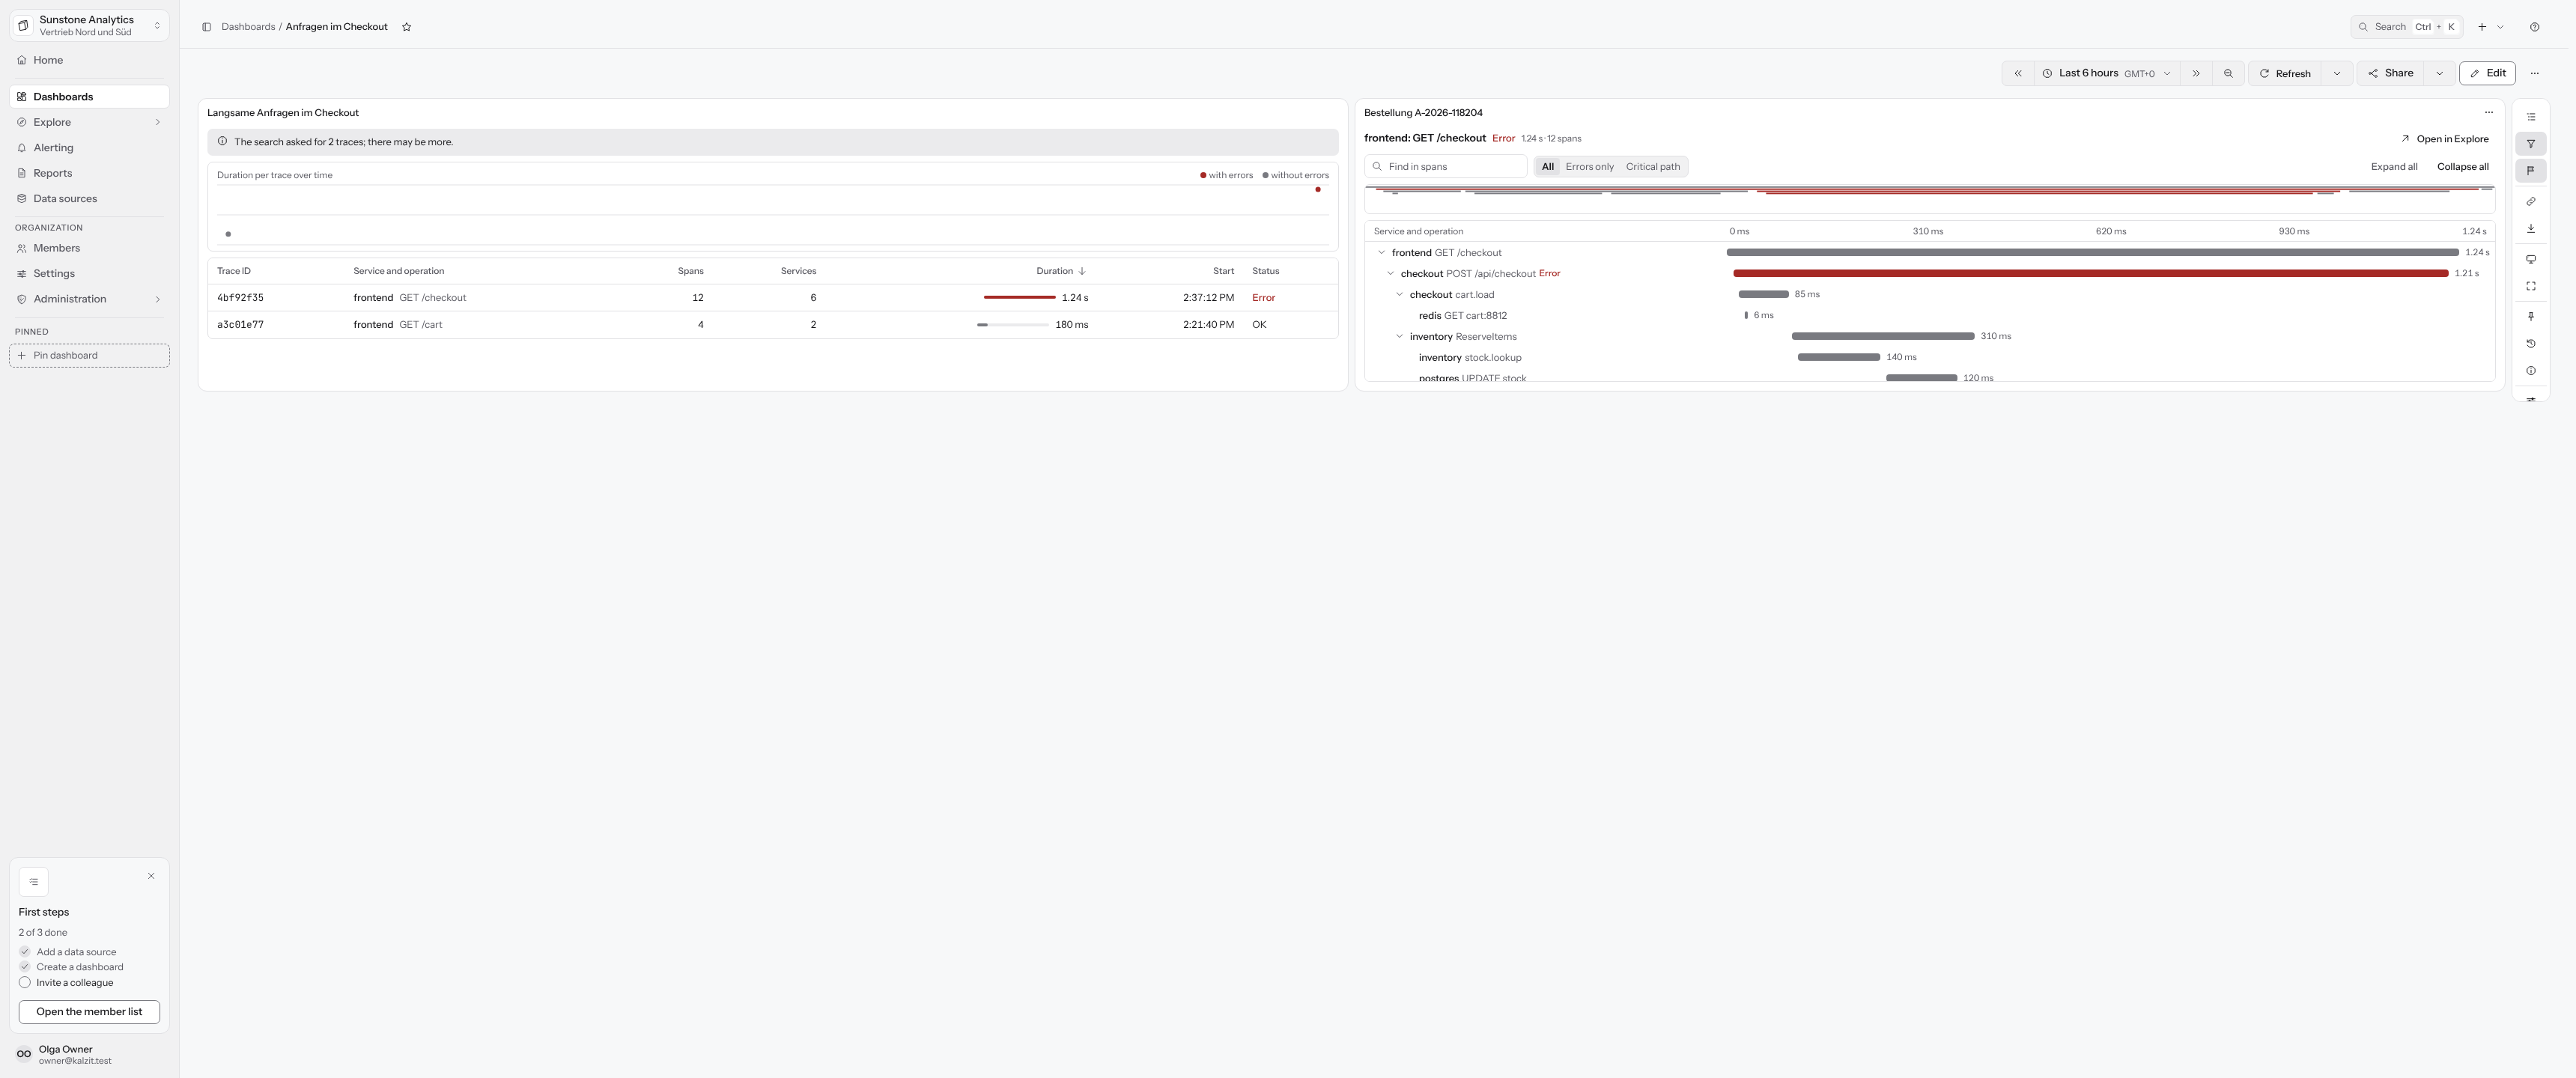 Sunstone Analytics
Vertrieb Nord und Süd
Home
Dashboards
Explore
Alerting
Reports
Data sources
ORGANIZATION
Members
Settings
Administration
PINNED
Pin dashboard
First steps
2 of 3 done
Add a data source
Create a dashboard
Invite a colleague
Open the member list
OO
Olga Owner
owner@kalzit.test
Dashboards / Anfragen im Checkout
Search Ctrl + K
Last 6 hours GMT+0
Refresh
Share
Edit
Langsame Anfragen im Checkout
The search asked for 2 traces; there may be more.
Duration per trace over time
with errors
without errors
Trace ID Service and operation Spans Services Duration Start Status
4bf92f35 frontend GET /checkout 12 6 1.24 s 2:37:12 PM Error
a3c01e77 frontend GET /cart 4 2 180 ms 2:21:40 PM OK
Bestellung A-2026-118204
frontend: GET /checkout Error 1.24 s · 12 spans
Open in Explore
Find in spans
All Errors only Critical path
Expand all Collapse all
Service and operation 0 ms 310 ms 620 ms 930 ms 1.24 s
frontend GET /checkout 1.24 s
checkout POST /api/checkout Error 1.21 s
checkout cart.load 85 ms
redis GET cart:8812 6 ms
inventory ReserveItems 310 ms
inventory stock.lookup 140 ms
postgres UPDATE stock 120 ms